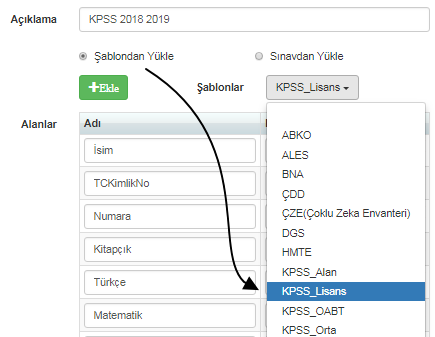 Açıklama KPSS 2018 2019
Şablondan Yükle Sınavdan Yükle
Ekle Şablonlar KPSS_Lisans
Alanlar Adı
İsim
TCKimlikNo
Numara
Kitapçık
Türkçe
Matematik
ABKO
ALES
BNA
ÇDD
ÇZE(Çoklu Zeka Envanteri)
DGS
HMTE
KPSS_Alan
KPSS_Lisans
KPSS_OABT
KPSS_Orta